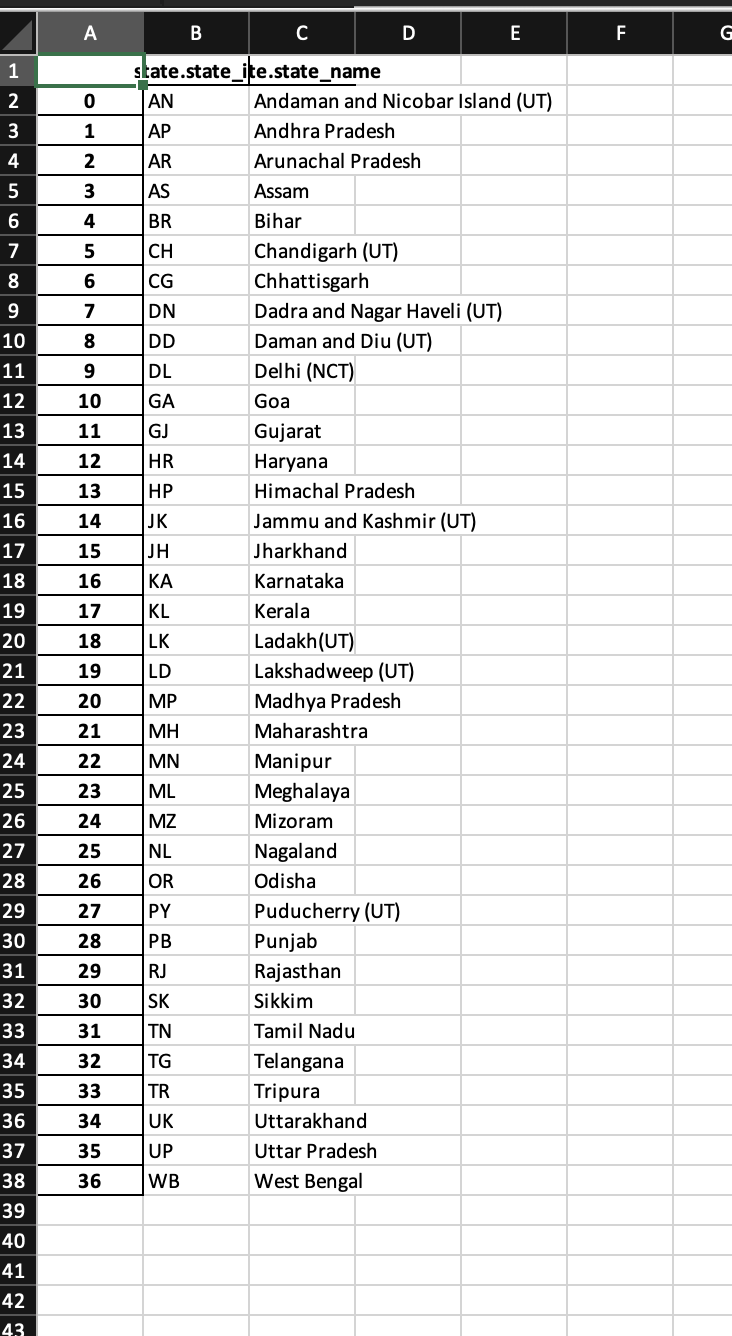 A B C D E F G
1 state.state_i te.state_name
2 0 AN Andaman and Nicobar Island (UT)
3 1 AP Andhra Pradesh
4 2 AR Arunachal Pradesh
5 3 AS Assam
6 4 BR Bihar
7 5 CH Chandigarh (UT)
8 6 CG Chhattisgarh
9 7 DN Dadra and Nagar Haveli (UT)
10 8 DD Daman and Diu (UT)
11 9 DL Delhi (NCT)
12 10 GA Goa
13 11 GJ Gujarat
14 12 HR Haryana
15 13 HP Himachal Pradesh
16 14 JK Jammu and Kashmir (UT)
17 15 JH Jharkhand
18 16 KA Karnataka
19 17 KL Kerala
20 18 LK Ladakh(UT)
21 19 LD Lakshadweep (UT)
22 20 MP Madhya Pradesh
23 21 MH Maharashtra
24 22 MN Manipur
25 23 ML Meghalaya
26 24 MZ Mizoram
27 25 NL Nagaland
28 26 OR Odisha
29 27 PY Puducherry (UT)
30 28 PB Punjab
31 29 RJ Rajasthan
32 30 SK Sikkim
33 31 TN Tamil Nadu
34 32 TG Telangana
35 33 TR Tripura
36 34 UK Uttarakhand
37 35 UP Uttar Pradesh
38 36 WB West Bengal
39
40
41
42
43